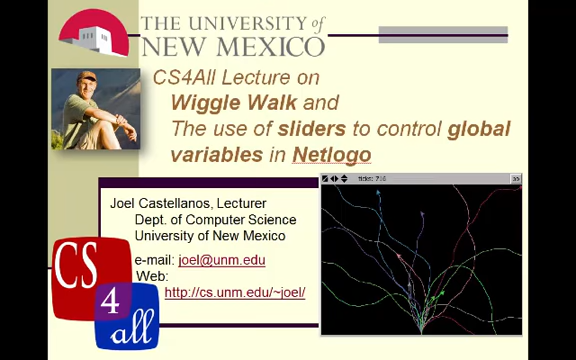 THE UNIVERSITY of
NEW MEXICO
CS4All Lecture on
Wiggle Walk and
The use of sliders to control global
variables in Netlogo
Joel Castellanos, Lecturer
Dept. of Computer Science
University of New Mexico
e-mail: joel@unm.edu
Web:
http://cs.unm.edu/~joel/
CS
4
all
ticks: 716